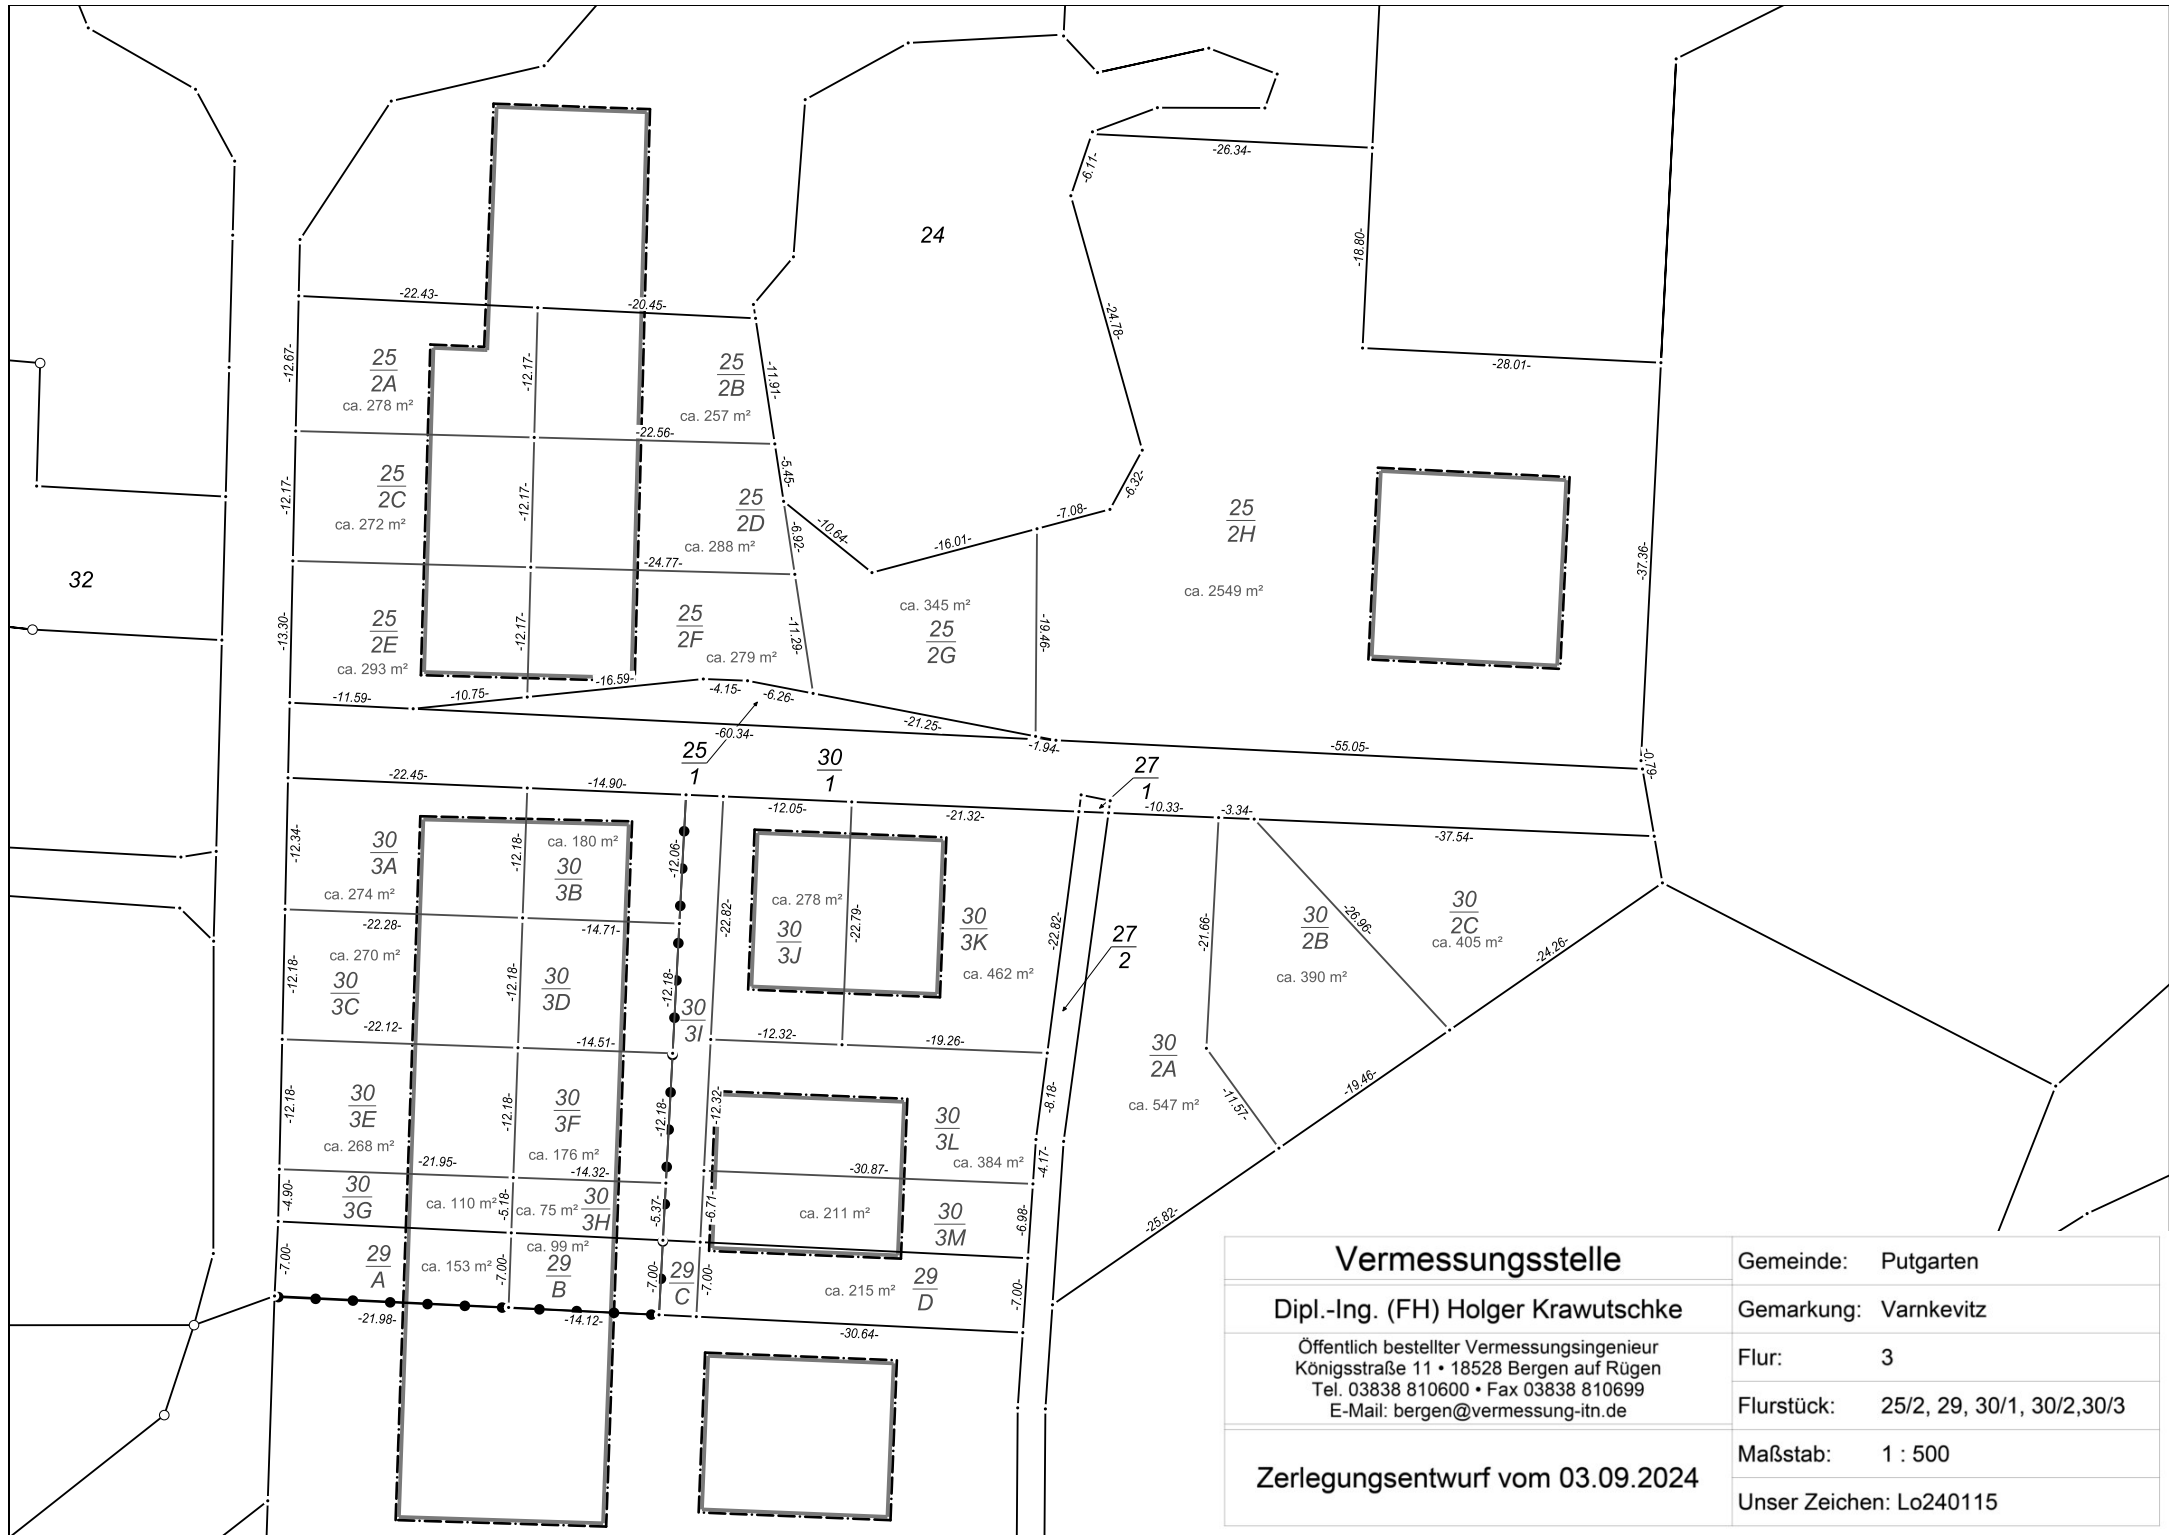 24
-26.34-
-6.11-
-18.80-
-22.43-
-20.45-
-24.78-
-28.01-
-12.67-
25
2A
ca. 278 m²
-12.17-
25
2B
ca. 257 m²
-11.91-
-22.56-
-12.17-
25
2C
ca. 272 m²
-12.17-
25
2D
ca. 288 m²
-5.45-
-6.92-
-10.64-
-16.01-
-7.08-
-6.32-
25
2H
ca. 2549 m²
-37.36-
32
-24.77-
-13.30-
25
2E
ca. 293 m²
-12.17-
25
2F
ca. 279 m²
-11.29-
ca. 345 m²
25
2G
-19.46-
-11.59-
-10.75-
-16.59-
-4.15-
-6.26-
-21.25-
-60.34-
-1.94-
-55.05-
-0.79-
25
1
30
1
27
1
-22.45-
-14.90-
-12.05-
-21.32-
-10.33-
-3.34-
-37.54-
-12.34-
30
3A
ca. 274 m²
-12.18-
ca. 180 m²
30
3B
-12.06-
-22.82-
ca. 278 m²
30
3J
-22.79-
30
3K
ca. 462 m²
-22.82-
27
2
-21.66-
30
2B
ca. 390 m²
-26.96-
30
2C
ca. 405 m²
-24.26-
-22.28-
-14.71-
-12.18-
ca. 270 m²
30
3C
-12.18-
30
3D
-12.18-
30
3I
-22.12-
-14.51-
-12.32-
-19.26-
30
2A
ca. 547 m²
-11.57-
-19.46-
-12.18-
30
3E
ca. 268 m²
-12.18-
30
3F
ca. 176 m²
-12.18-
-12.32-
30
3L
ca. 384 m²
-8.18-
-4.17-
-21.95-
-14.32-
-30.87-
-4.90-
30
3G
ca. 110 m²
-5.18-
ca. 75 m²
30
3H
-5.37-
-6.71-
ca. 211 m²
30
3M
-6.98-
-25.82-
-7.00-
29
A
ca. 153 m²
-7.00-
ca. 99 m²
29
B
-7.00-
29
C
-7.00-
ca. 215 m²
29
D
-7.00-
-21.98-
-14.12-
-30.64-
Vermessungsstelle
Dipl.-Ing. (FH) Holger Krawutschke
Öffentlich bestellter Vermessungsingenieur
Königsstraße 11 • 18528 Bergen auf Rügen
Tel. 03838 810600 • Fax 03838 810699
E-Mail: bergen@vermessung-itn.de
Zerlegungsentwurf vom 03.09.2024
Gemeinde: Putgarten
Gemarkung: Varnkevitz
Flur: 3
Flurstück: 25/2, 29, 30/1, 30/2,30/3
Maßstab: 1 : 500
Unser Zeichen: Lo240115